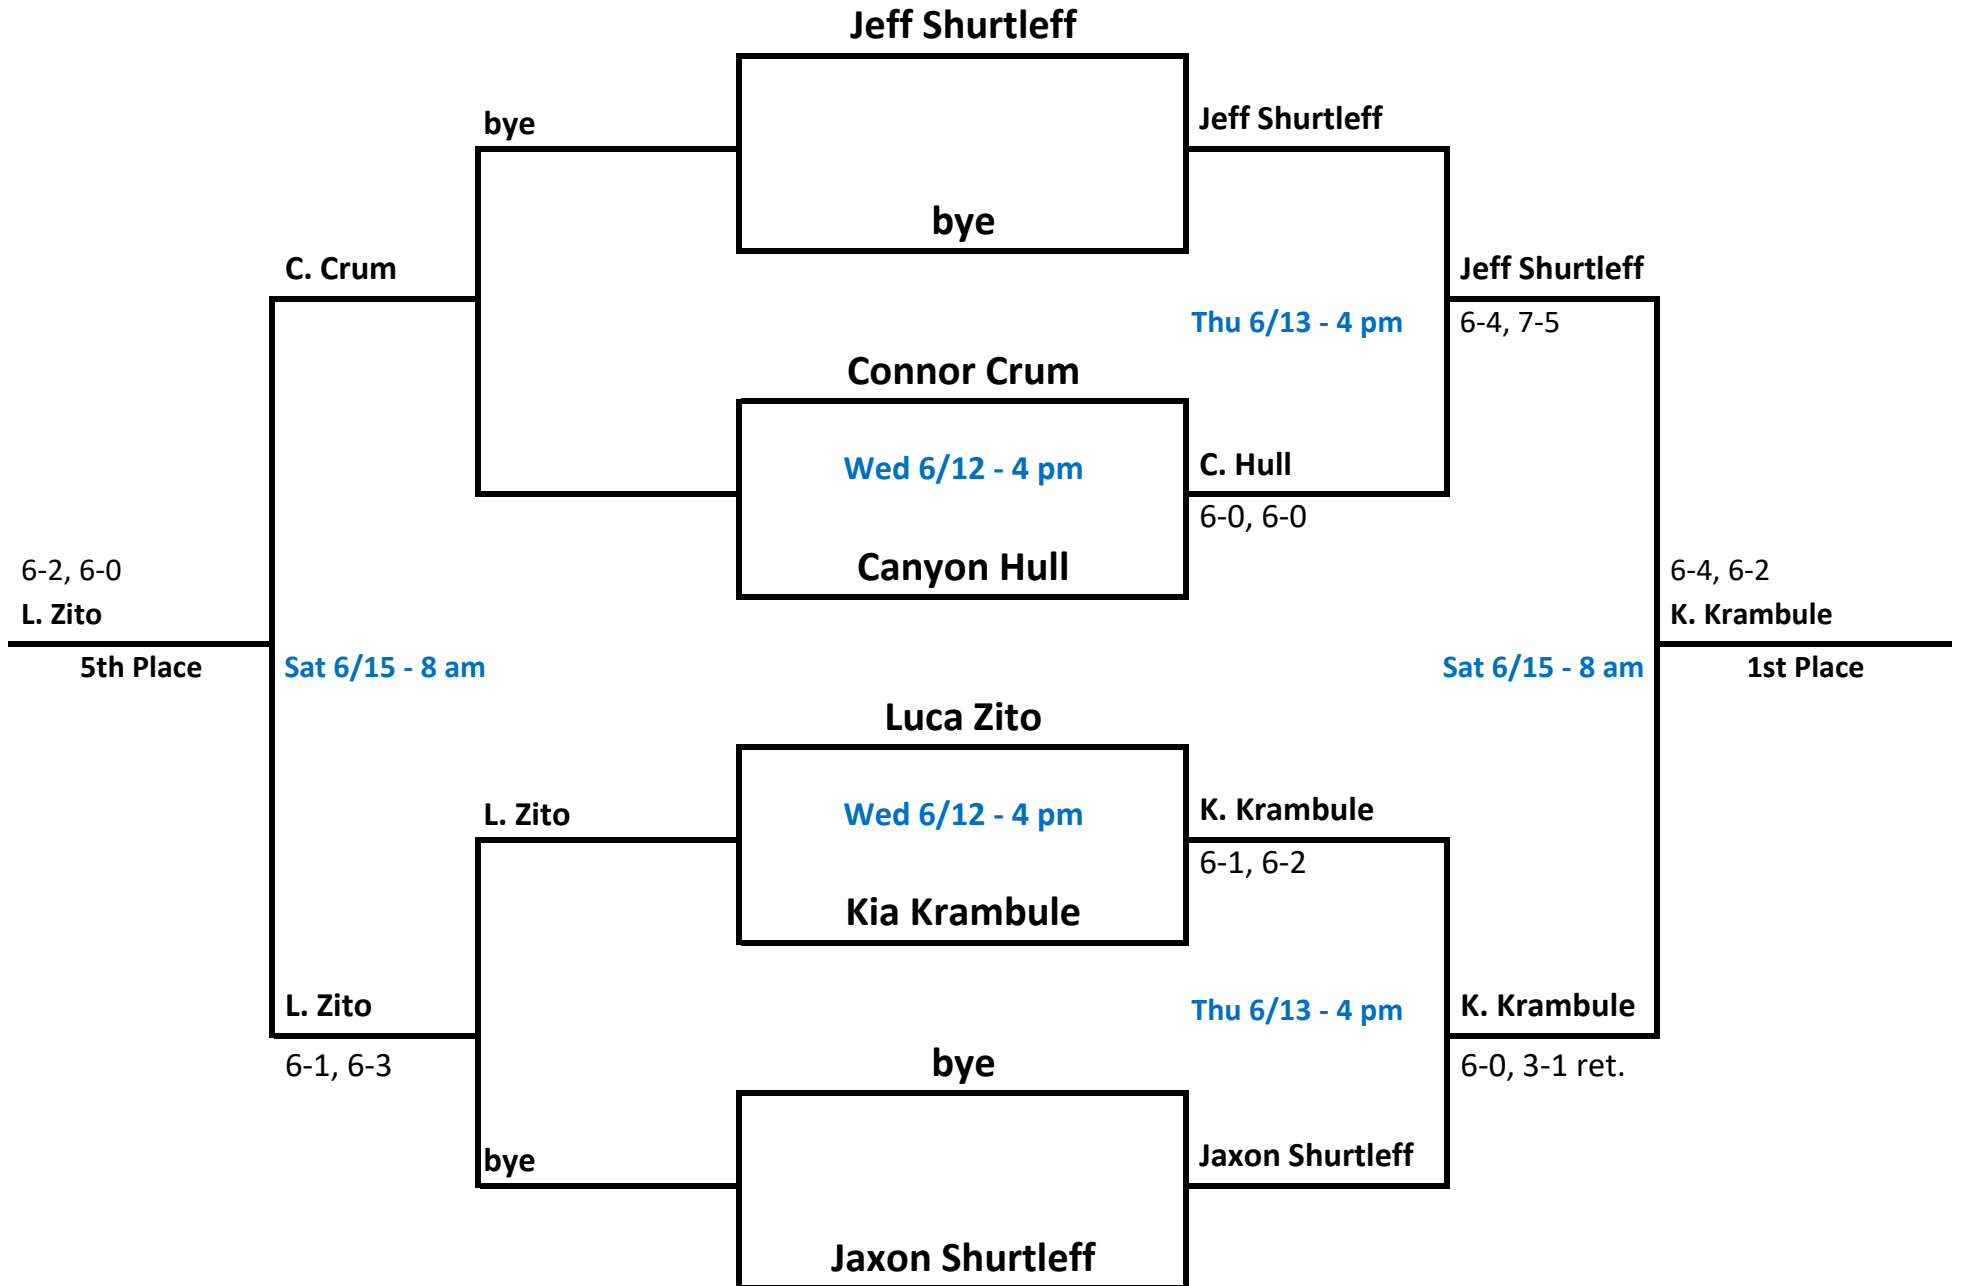 Jeff Shurtleff
bye
Jeff Shurtleff
bye
C. Crum
Jeff Shurtleff
Thu 6/13 - 4 pm
6-4, 7-5
Connor Crum
Wed 6/12 - 4 pm
C. Hull
6-0, 6-0
Canyon Hull
6-2, 6-0
L. Zito
5th Place
Sat 6/15 - 8 am
6-4, 6-2
K. Krambule
Sat 6/15 - 8 am
1st Place
Luca Zito
L. Zito
Wed 6/12 - 4 pm
K. Krambule
6-1, 6-2
Kia Krambule
L. Zito
6-1, 6-3
Thu 6/13 - 4 pm
K. Krambule
6-0, 3-1 ret.
bye
bye
Jaxon Shurtleff
Jaxon Shurtleff